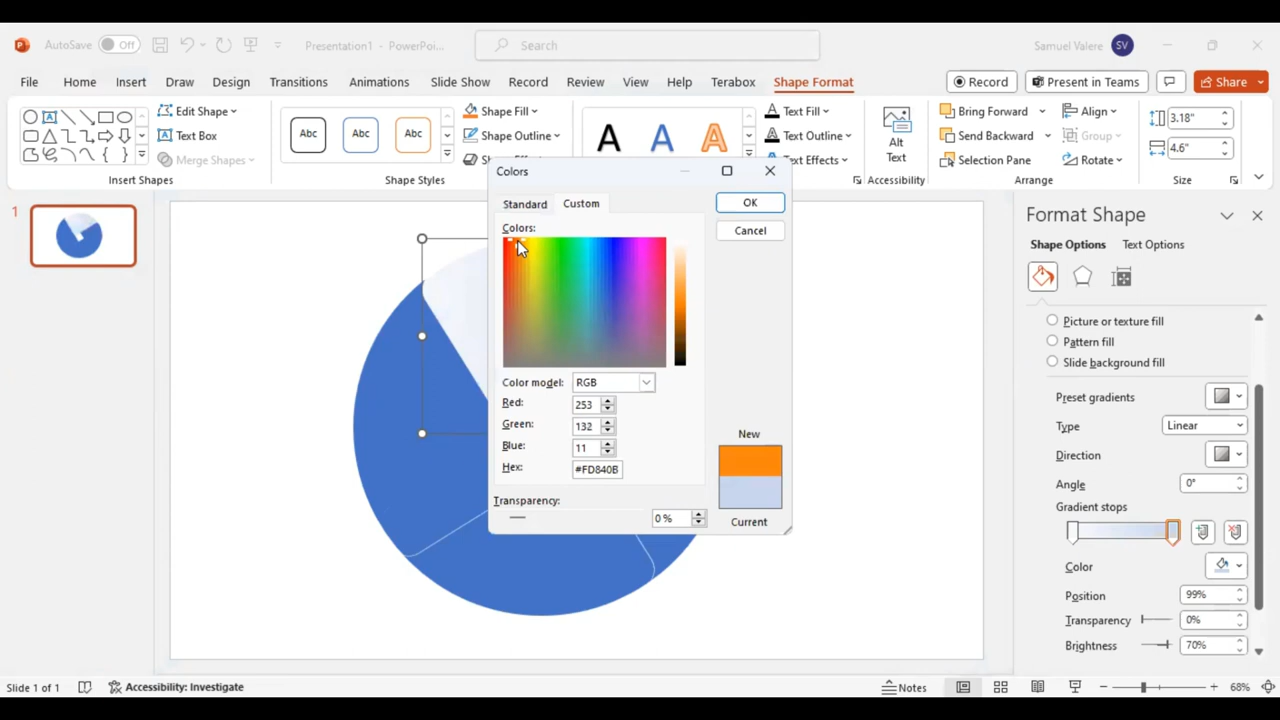 AutoSave Off Presentation1 - PowerPoi... Search Samuel Valere SV
File Home Insert Draw Design Transitions Animations Slide Show Record Review View Help Terabox Shape Format Record Present in Teams Share
Edit Shape
Text Box
Merge Shapes
Insert Shapes
Abc Abc Abc
Shape Fill
Shape Outline
Shape Styles
A A A
Text Fill
Text Outline
Text Effects
Alt
Text
Accessibility
Bring Forward
Send Backward
Selection Pane
Align
Group
Rotate
Arrange
3.18"
4.6"
Size
1
Colors
Standard Custom
OK
Cancel
Colors:
Color model: RGB
Red: 253
Green: 132
Blue: 11
Hex: #FD840B
Transparency:
0 %
New
Current
Format Shape
Shape Options Text Options
Picture or texture fill
Pattern fill
Slide background fill
Preset gradients
Type Linear
Direction
Angle 0°
Gradient stops
Color
Position 99%
Transparency 0%
Brightness 70%
Slide 1 of 1 Accessibility: Investigate Notes 68%